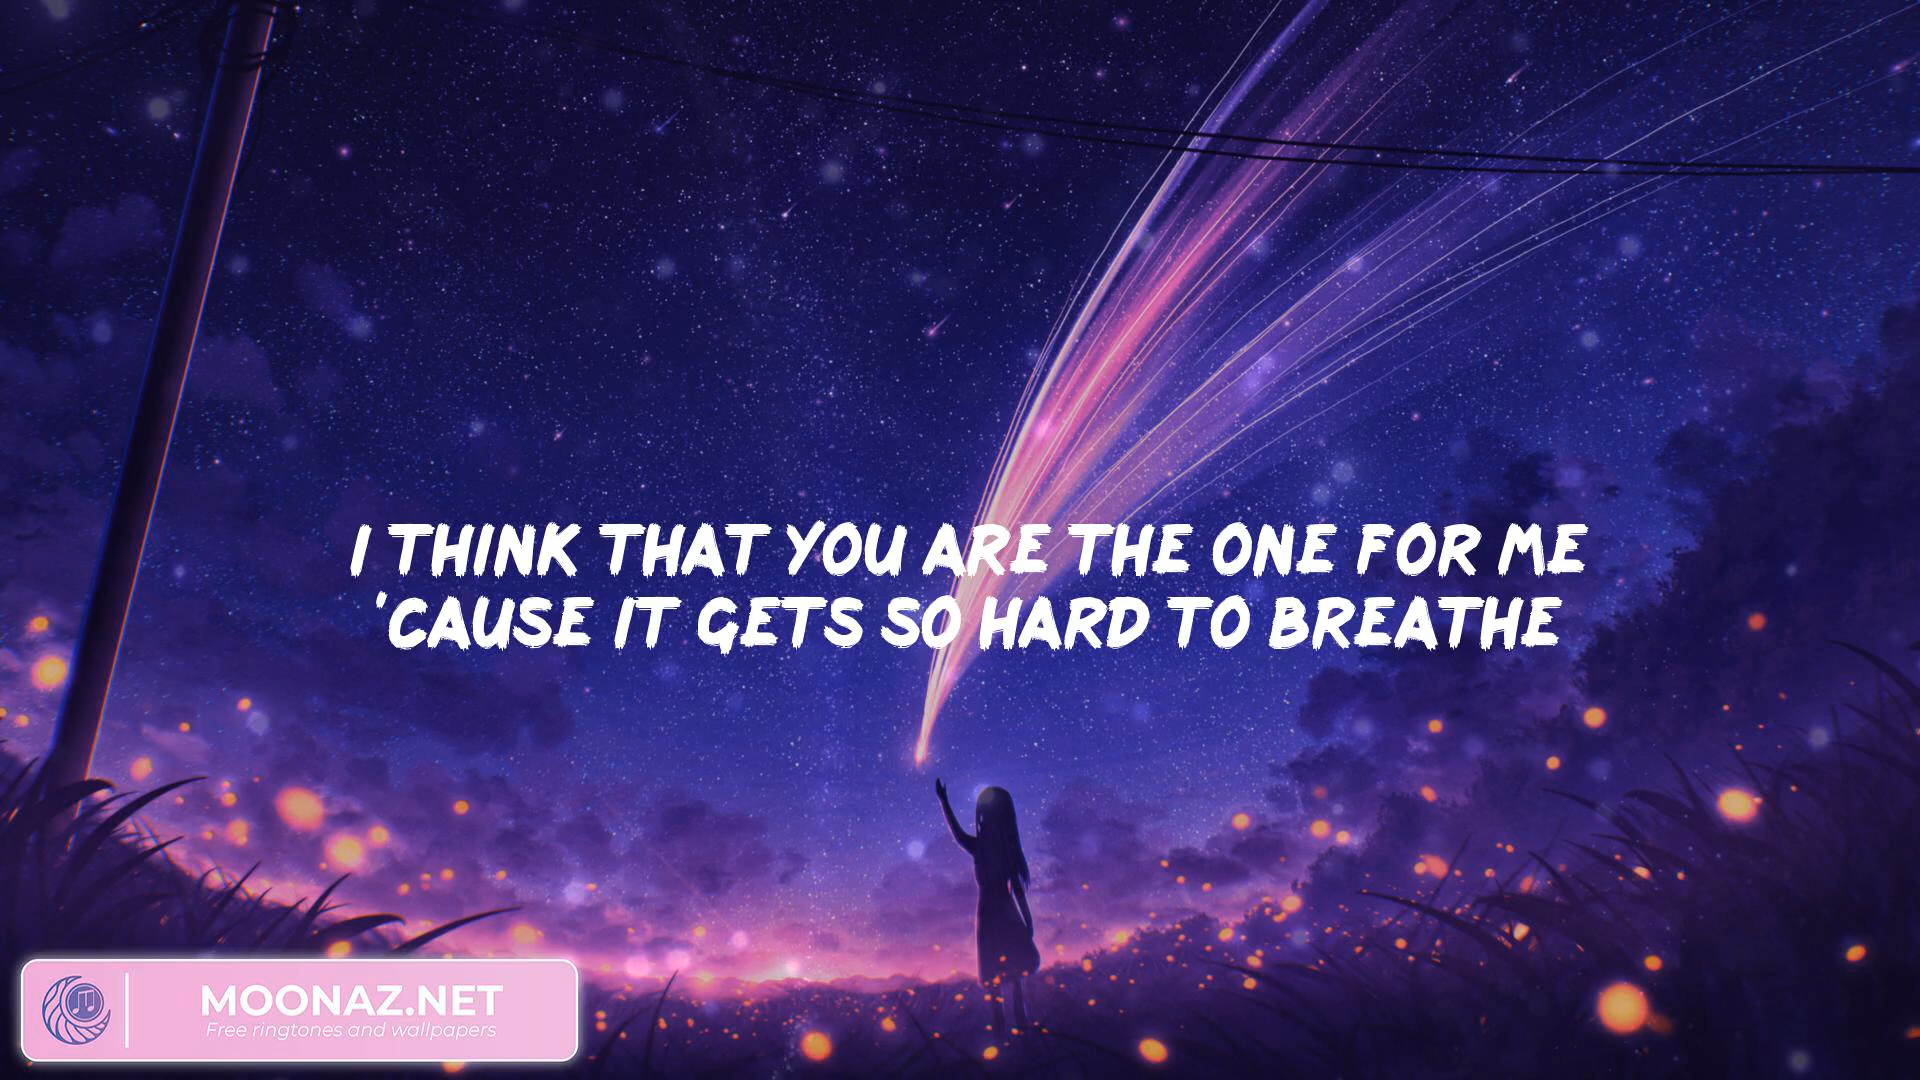 I THINK THAT YOU ARE THE ONE FOR ME
'CAUSE IT GETS SO HARD TO BREATHE
MOONAZ.NET
Free ringtones and wallpapers